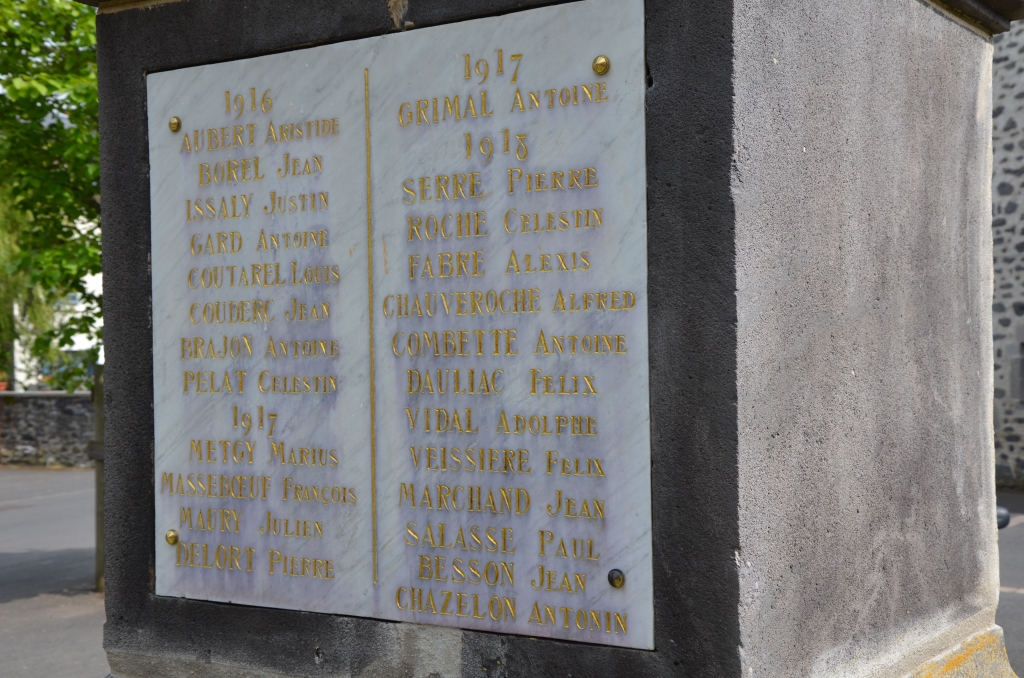 1916
AUBERT ARISTIDE
BOREL JEAN
ISSALY JUSTIN
GARD ANTOINE
COUTAREL LOUIS
COUDERC JEAN
BRAJON ANTOINE
PELAT CELESTIN
1917
METGY MARIUS
MASSEBŒUF FRANÇOIS
MAURY JULIEN
DELORT PIERRE
1917
GRIMAL ANTOINE
1918
SERRE PIERRE
ROCHE CELESTIN
FABRE ALEXIS
CHAUVEROCHE ALFRED
COMBETTE ANTOINE
DAULIAC FELIX
VIDAL ADOLPHE
VEISSIERE FELIX
MARCHAND JEAN
SALASSE PAUL
BESSON JEAN
CHAZELON ANTONIN